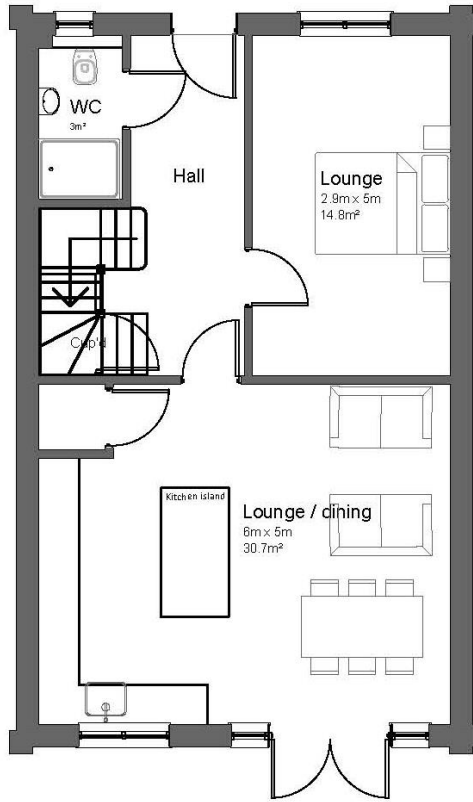 WC
3m²
Hall
Lounge
2.9m x 5m
14.8m²
Cup'd
Kitchen island
Lounge / dining
6m x 5m
30.7m²